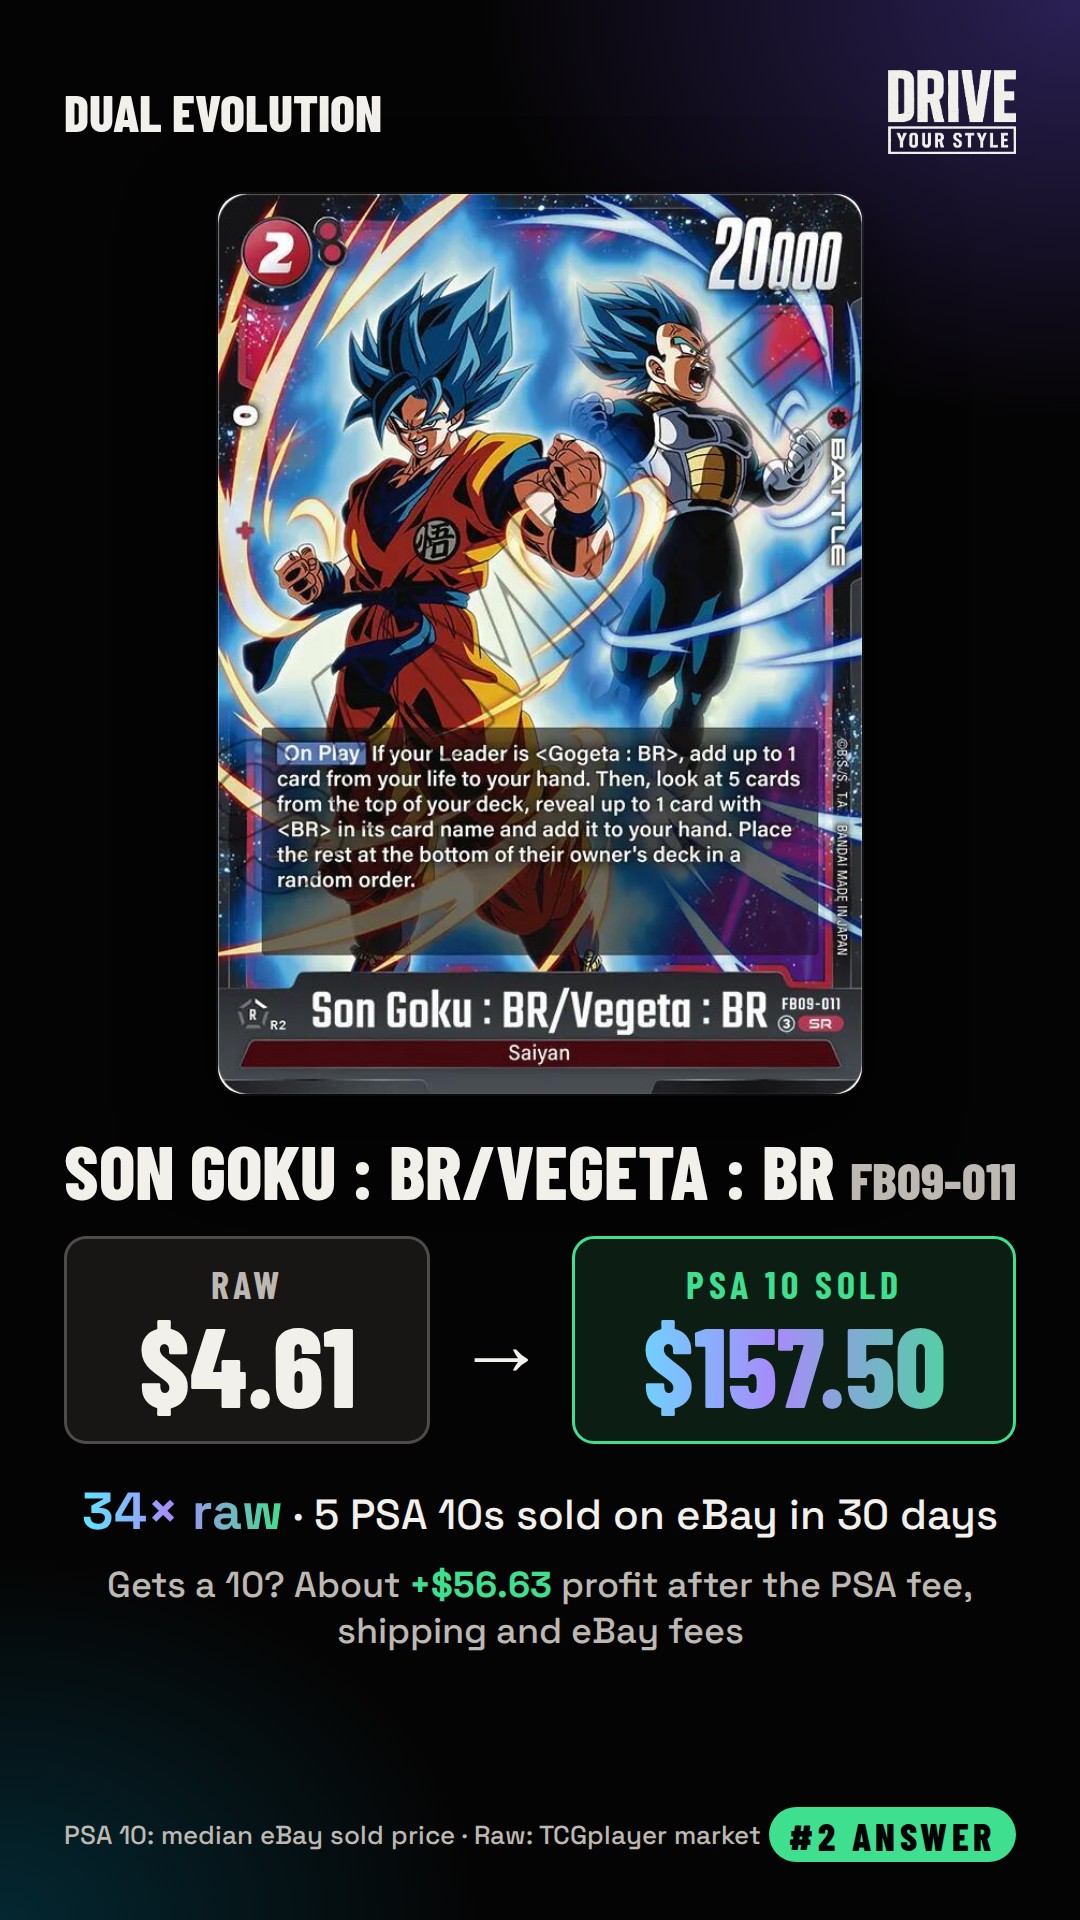 DUAL EVOLUTION
DRIVE
YOUR STYLE
2
20000
0
+
BATTLE
On Play If your Leader is <Gogeta : BR>, add up to 1
card from your life to your hand. Then, look at 5 cards
from the top of your deck, reveal up to 1 card with
<BR> in its card name and add it to your hand. Place
the rest at the bottom of their owner's deck in a
random order.
©B.S./S., T.A. BANDAI MADE IN JAPAN
悟
R R2
Son Goku : BR/Vegeta : BR
FB09-011
3 SR
Saiyan
SON GOKU : BR/VEGETA : BR FB09-011
RAW
$4.61
→
PSA 10 SOLD
$157.50
34× raw · 5 PSA 10s sold on eBay in 30 days
Gets a 10? About +$56.63 profit after the PSA fee,
shipping and eBay fees
PSA 10: median eBay sold price · Raw: TCGplayer market
#2 ANSWER